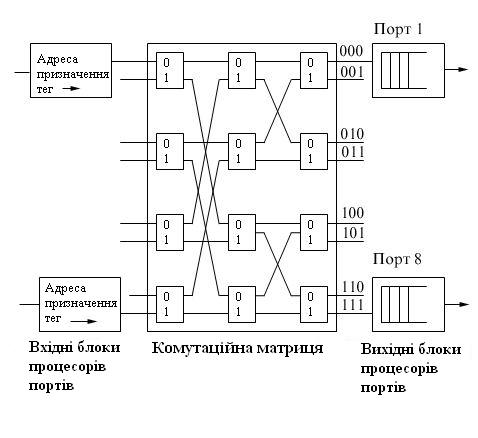 Порт 1
Адреса
призначення
тег
0
1
0
1
0
1
000
001
0
1
0
1
0
1
010
011
0
1
0
1
0
1
100
101
Порт 8
Адреса
призначення
тег
0
1
0
1
0
1
110
111
Вхідні блоки
процесорів
портів
Комутаційна матриця
Вихідні блоки
процесорів
портів